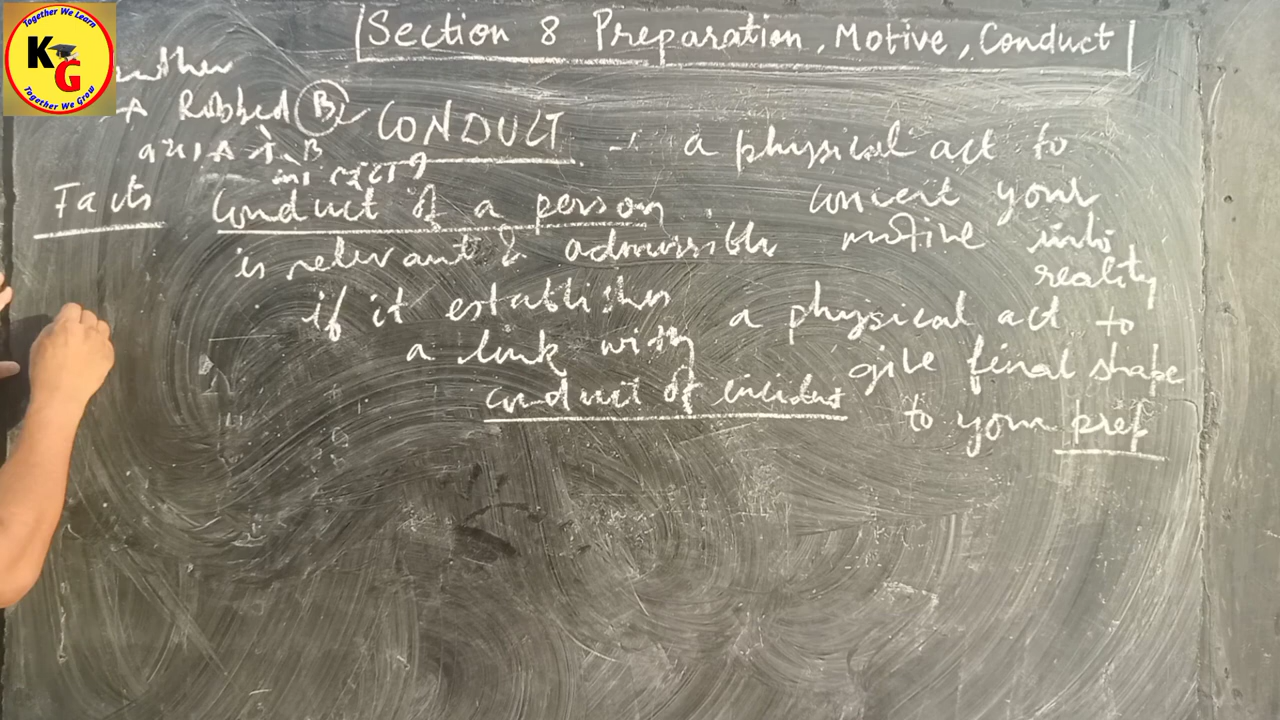 Together We Learn
KG
Together We Grow
Section 8 Preparation, Motive, Conduct
A Robbed B
CONDUCT :- a physical act to
concert your
motive into
reality
a physical act to
give final shape
to your prep
Facts Conduct of a person
is relevant & admissible
if it establishes
a link with
conduct of incident